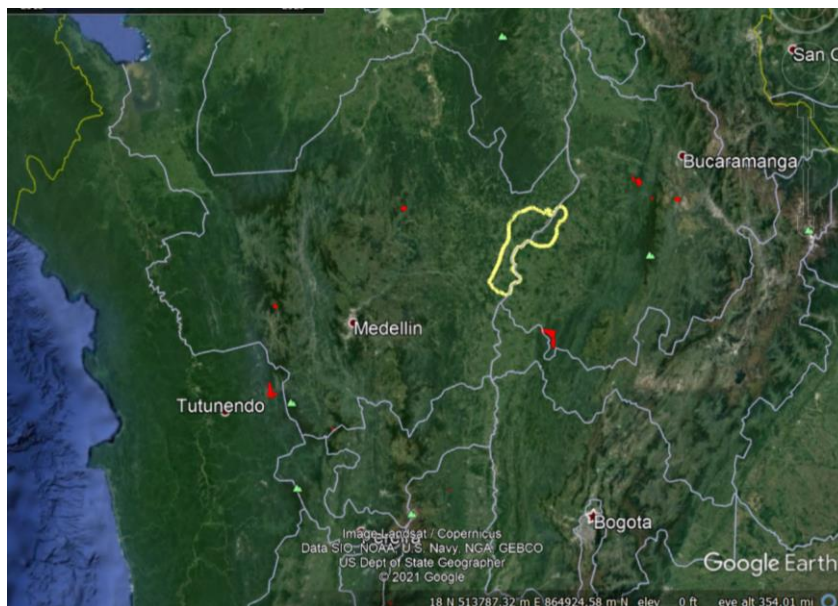 San C
Bucaramanga
Medellin
Tutunendo
Bogota
Pereira
Image Landsat / Copernicus
Data SIO, NOAA, U.S. Navy, NGA, GEBCO
US Dept of State Geographer
© 2021 Google
Google Earth
18 N 513787.32 m E 864924.58 m N elev 0 ft eye alt 354.01 mi